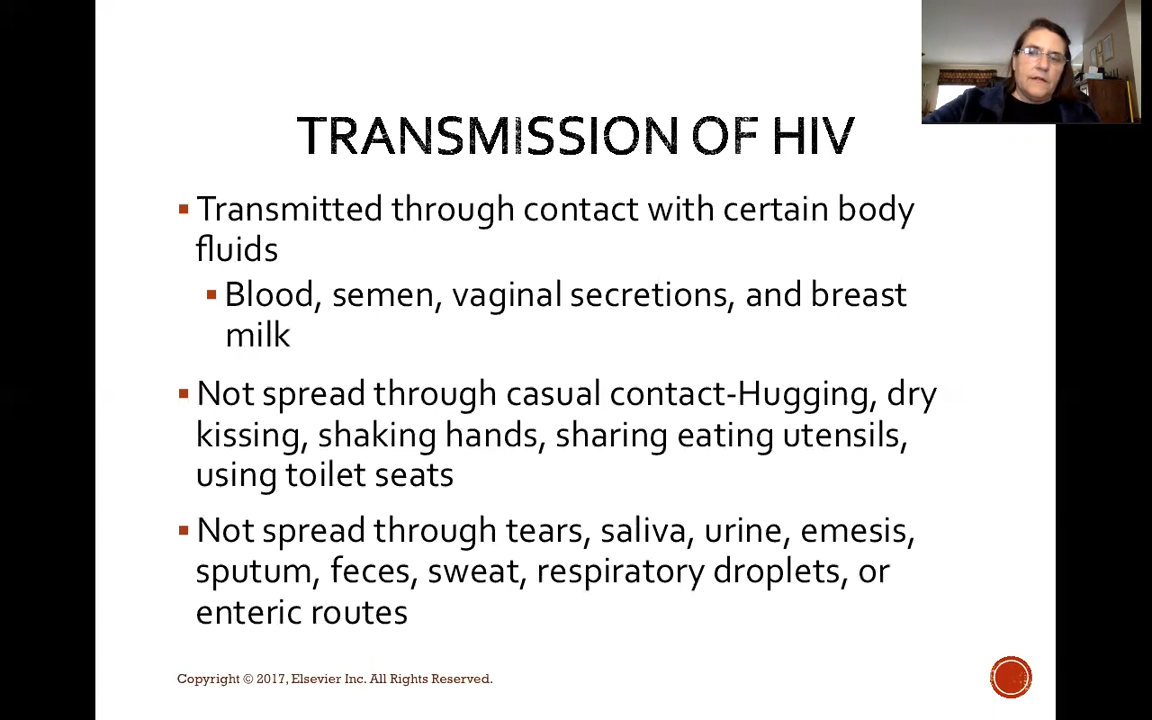 TRANSMISSION OF HIV
Transmitted through contact with certain body
fluids
Blood, semen, vaginal secretions, and breast
milk
Not spread through casual contact-Hugging, dry
kissing, shaking hands, sharing eating utensils,
using toilet seats
Not spread through tears, saliva, urine, emesis,
sputum, feces, sweat, respiratory droplets, or
enteric routes
Copyright © 2017, Elsevier Inc. All Rights Reserved.